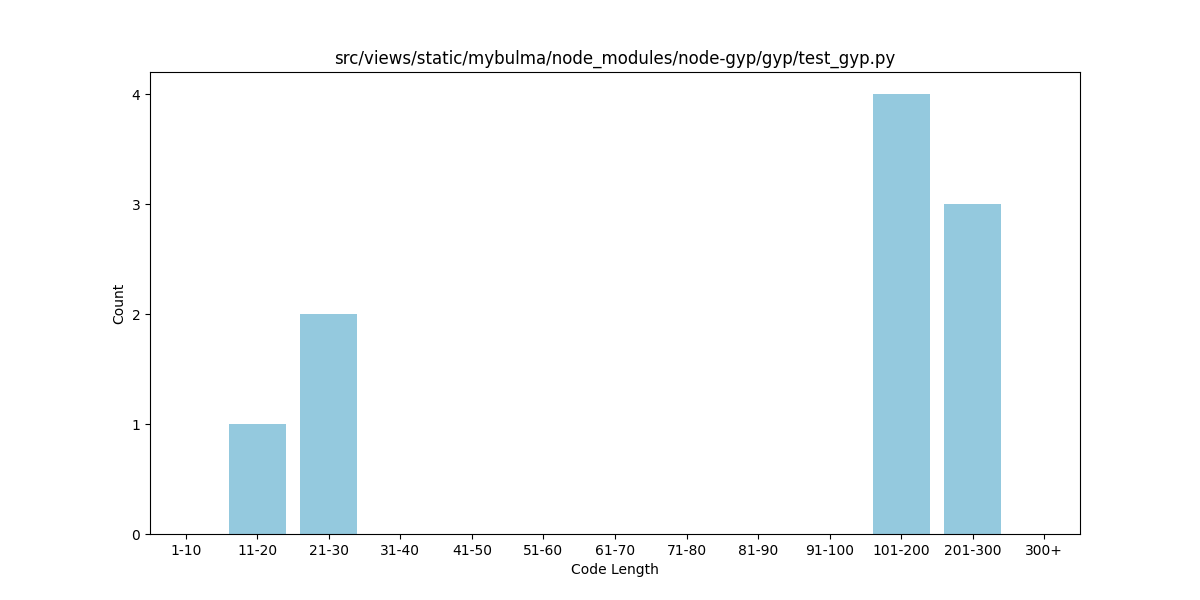 src/views/static/mybulma/node_modules/node-gyp/gyp/test_gyp.py
4
3
2
1
0
Count
1-10 11-20 21-30 31-40 41-50 51-60 61-70 71-80 81-90 91-100 101-200 201-300 300+
Code Length